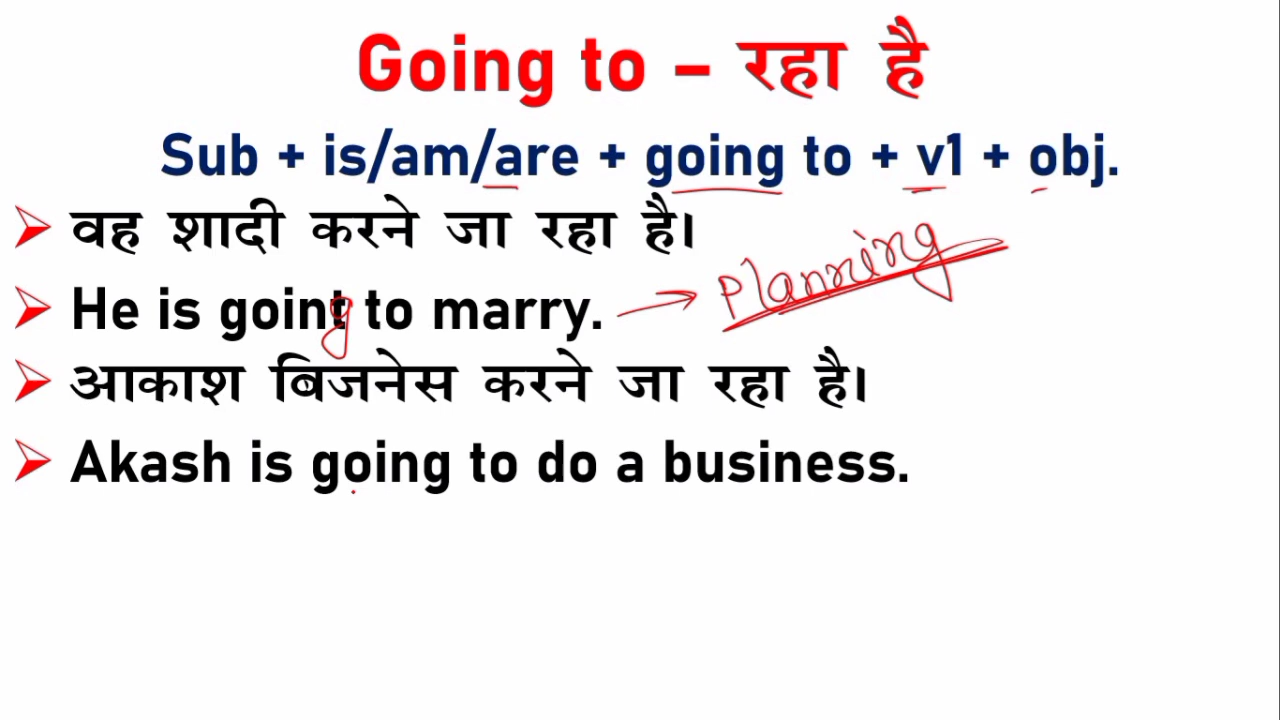 Going to – रहा है
Sub + is/am/are + going to + v1 + obj.
वह शादी करने जा रहा है।
He is going to marry. → Planning
आकाश बिजनेस करने जा रहा है।
Akash is going to do a business.